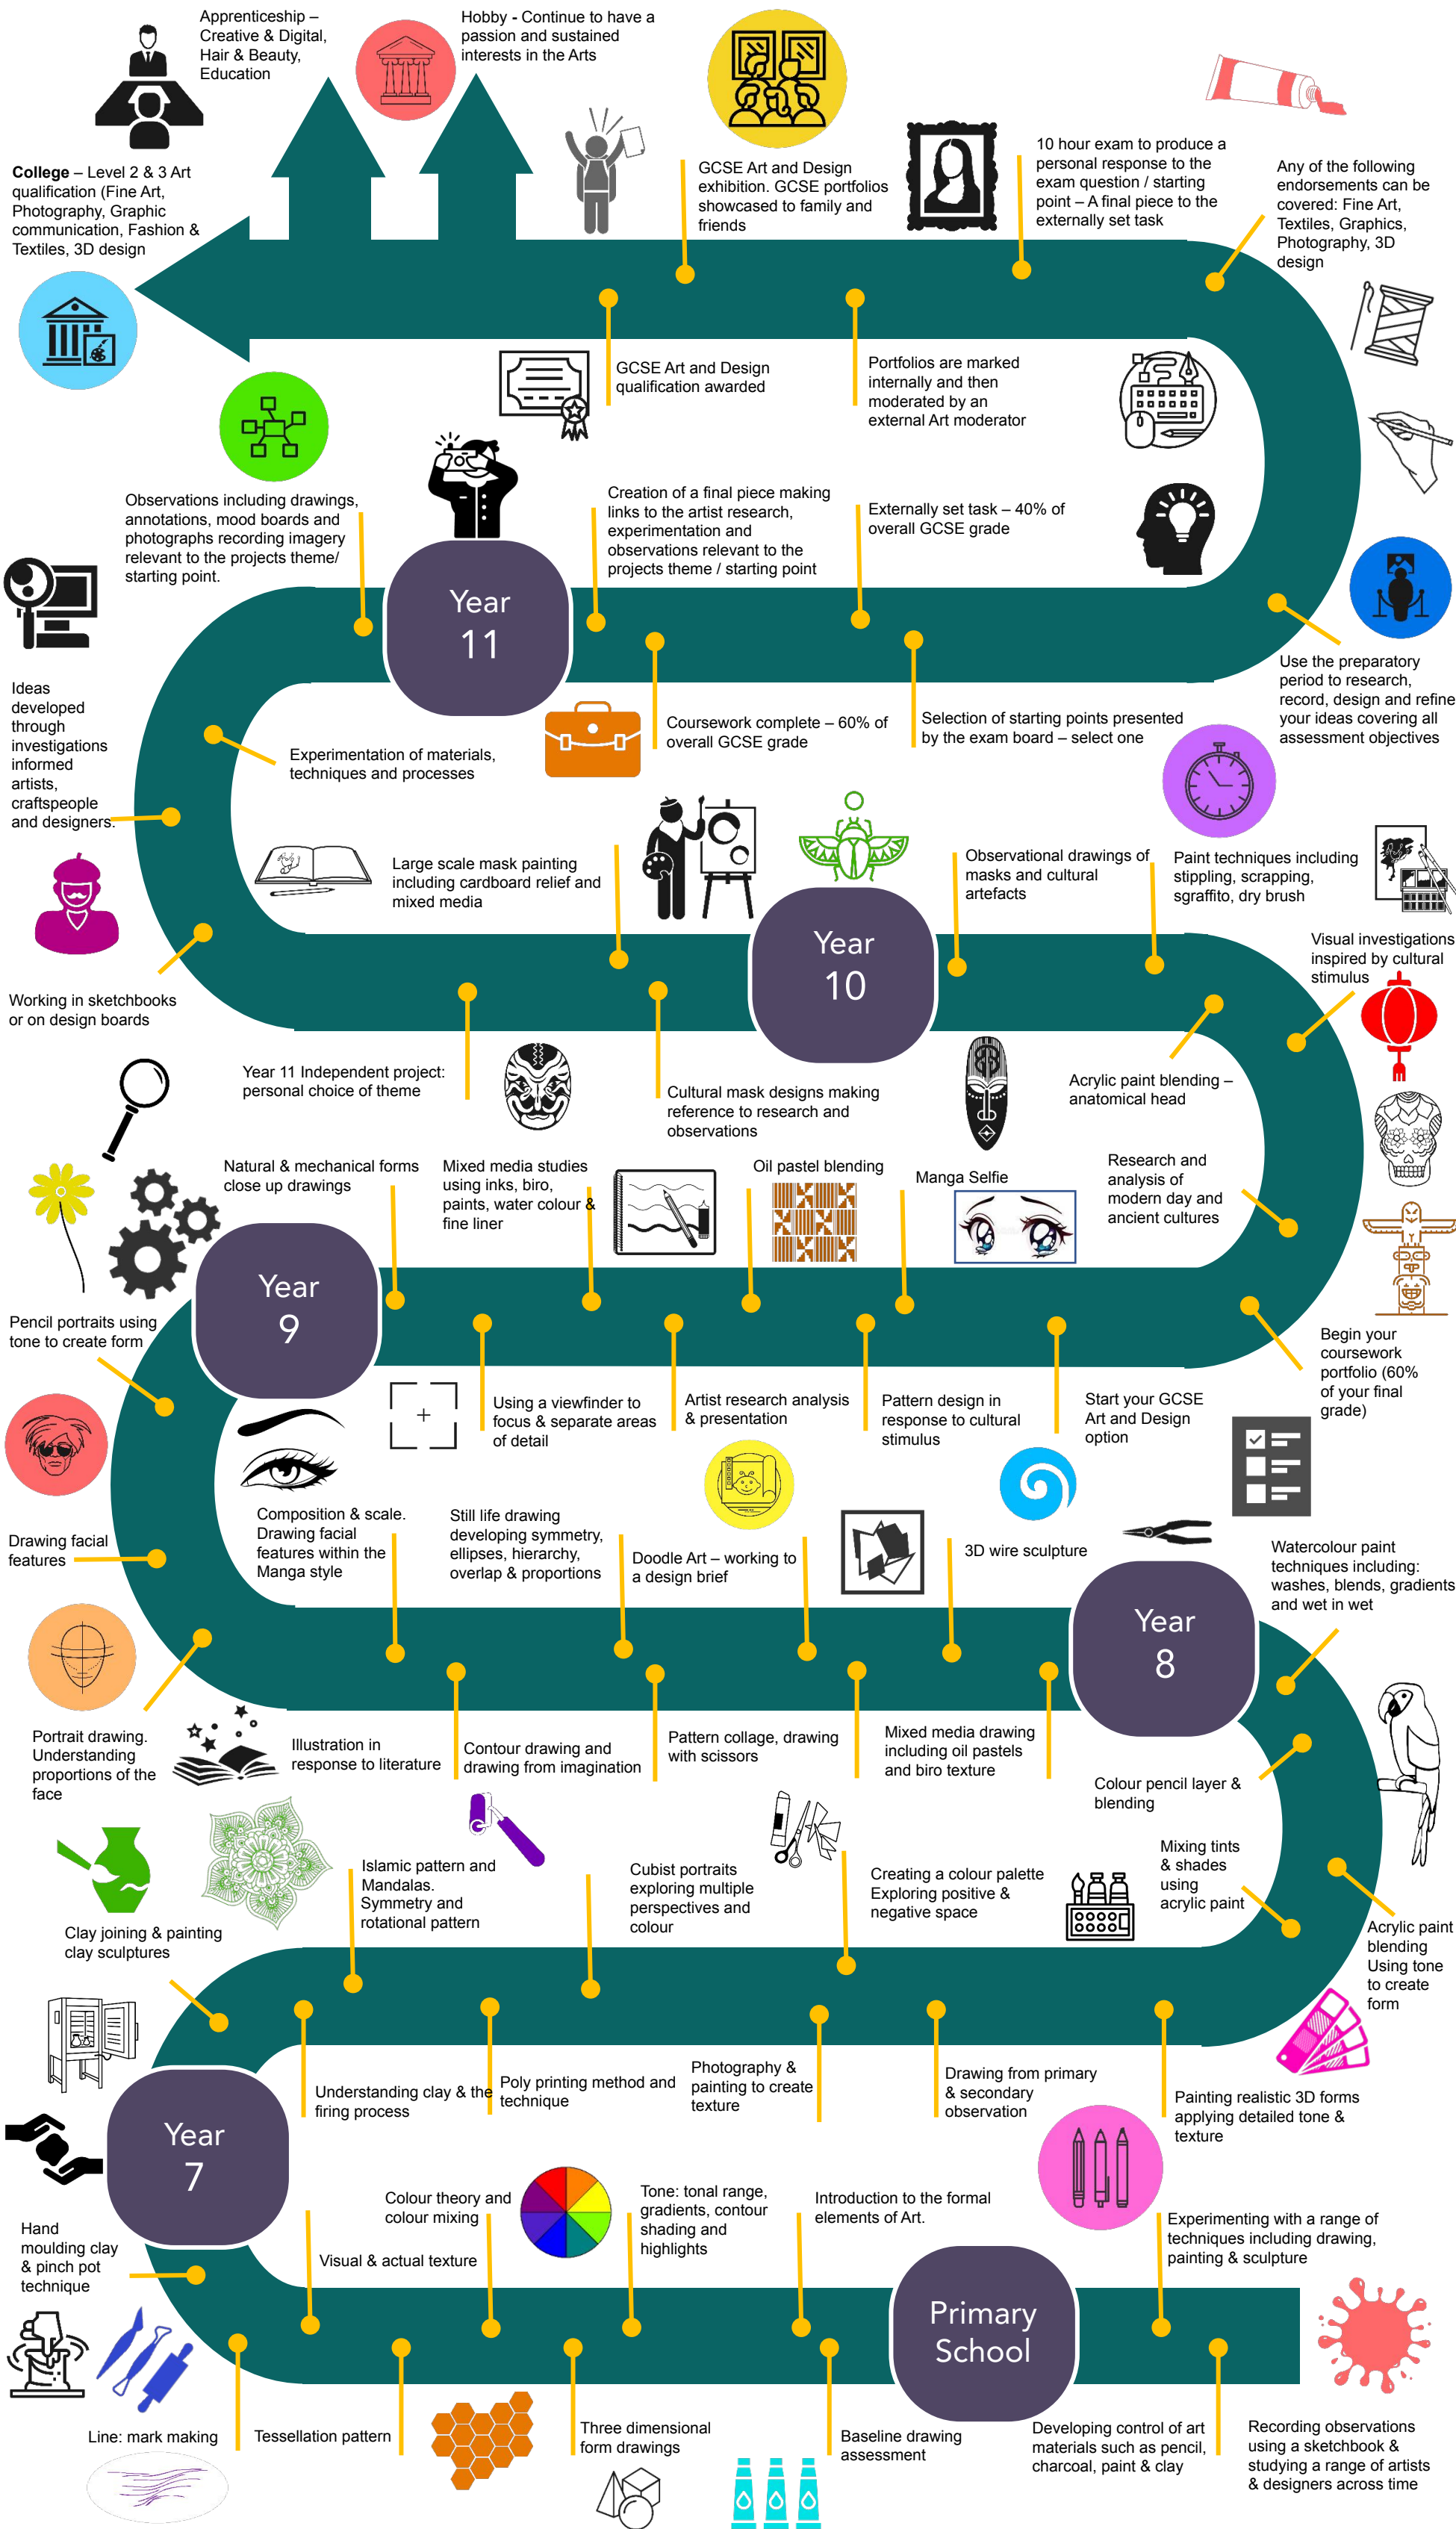 Apprenticeship –
Creative & Digital,
Hair & Beauty,
Education
Hobby - Continue to have a
passion and sustained
interests in the Arts
College – Level 2 & 3 Art
qualification (Fine Art,
Photography, Graphic
communication, Fashion &
Textiles, 3D design
GCSE Art and Design
exhibition. GCSE portfolios
showcased to family and
friends
10 hour exam to produce a
personal response to the
exam question / starting
point – A final piece to the
externally set task
Any of the following
endorsements can be
covered: Fine Art,
Textiles, Graphics,
Photography, 3D
design
GCSE Art and Design
qualification awarded
Portfolios are marked
internally and then
moderated by an
external Art moderator
Observations including drawings,
annotations, mood boards and
photographs recording imagery
relevant to the projects theme/
starting point.
Creation of a final piece making
links to the artist research,
experimentation and
observations relevant to the
projects theme / starting point
Externally set task – 40% of
overall GCSE grade
Year
11
Use the preparatory
period to research,
record, design and refine
your ideas covering all
assessment objectives
Ideas
developed
through
investigations
informed
artists,
craftspeople
and designers.
Experimentation of materials,
techniques and processes
Coursework complete – 60% of
overall GCSE grade
Selection of starting points presented
by the exam board – select one
Large scale mask painting
including cardboard relief and
mixed media
Observational drawings of
masks and cultural
artefacts
Paint techniques including
stippling, scrapping,
sgraffito, dry brush
Year
10
Visual investigations
inspired by cultural
stimulus
Working in sketchbooks
or on design boards
Year 11 Independent project:
personal choice of theme
Cultural mask designs making
reference to research and
observations
Acrylic paint blending –
anatomical head
Natural & mechanical forms
close up drawings
Mixed media studies
using inks, biro,
paints, water colour &
fine liner
Oil pastel blending
Manga Selfie
Research and
analysis of
modern day and
ancient cultures
Year
9
Pencil portraits using
tone to create form
Begin your
coursework
portfolio (60%
of your final
grade)
Using a viewfinder to
focus & separate areas
of detail
Artist research analysis
& presentation
Pattern design in
response to cultural
stimulus
Start your GCSE
Art and Design
option
Drawing facial
features
Composition & scale.
Drawing facial
features within the
Manga style
Still life drawing
developing symmetry,
ellipses, hierarchy,
overlap & proportions
Doodle Art – working to
a design brief
3D wire sculpture
Watercolour paint
techniques including:
washes, blends, gradients
and wet in wet
Year
8
Portrait drawing.
Understanding
proportions of the
face
Illustration in
response to literature
Contour drawing and
drawing from imagination
Pattern collage, drawing
with scissors
Mixed media drawing
including oil pastels
and biro texture
Colour pencil layer &
blending
Clay joining & painting
clay sculptures
Islamic pattern and
Mandalas.
Symmetry and
rotational pattern
Cubist portraits
exploring multiple
perspectives and
colour
Creating a colour palette
Exploring positive &
negative space
Mixing tints
& shades
using
acrylic paint
Acrylic paint
blending
Using tone
to create
form
Understanding clay & the
firing process
Poly printing method and
technique
Photography &
painting to create
texture
Drawing from primary
& secondary
observation
Painting realistic 3D forms
applying detailed tone &
texture
Year
7
Hand
moulding clay
& pinch pot
technique
Visual & actual texture
Colour theory and
colour mixing
Tone: tonal range,
gradients, contour
shading and
highlights
Introduction to the formal
elements of Art.
Experimenting with a range of
techniques including drawing,
painting & sculpture
Primary
School
Line: mark making
Tessellation pattern
Three dimensional
form drawings
Baseline drawing
assessment
Developing control of art
materials such as pencil,
charcoal, paint & clay
Recording observations
using a sketchbook &
studying a range of artists
& designers across time